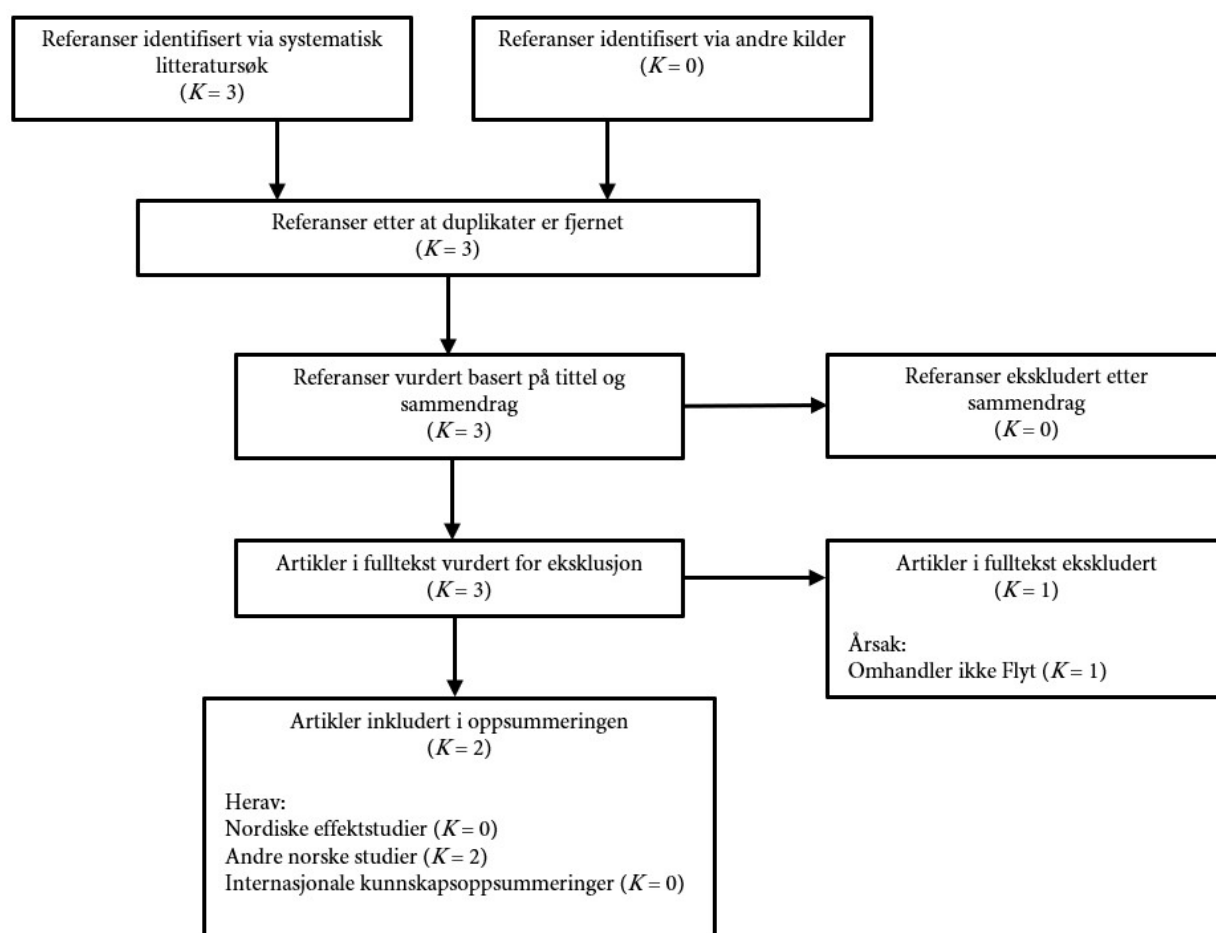 Referanser identifisert via systematisk
litteratursøk
(K = 3)
Referanser identifisert via andre kilder
(K = 0)
Referanser etter at duplikater er fjernet
(K = 3)
Referanser vurdert basert på tittel og
sammendrag
(K = 3)
Referanser ekskludert etter
sammendrag
(K = 0)
Artikler i fulltekst vurdert for eksklusjon
(K = 3)
Artikler i fulltekst ekskludert
(K = 1)
Årsak:
Omhandler ikke Flyt (K = 1)
Artikler inkludert i oppsummeringen
(K = 2)
Herav:
Nordiske effektstudier (K = 0)
Andre norske studier (K = 2)
Internasjonale kunnskapsoppsummeringer (K = 0)